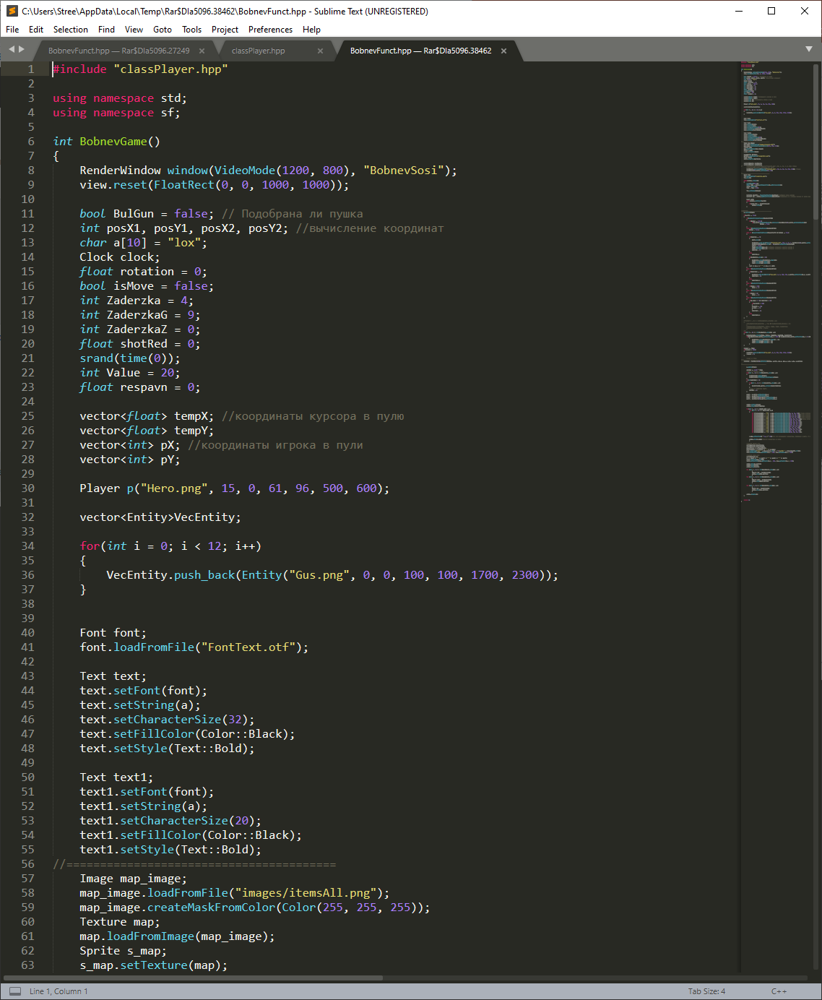 C:\Users\Stree\AppData\Local\Temp\Rar$DIa5096.38462\BobnevFunct.hpp - Sublime Text (UNREGISTERED)
File Edit Selection Find View Goto Tools Project Preferences Help
BobnevFunct.hpp — Rar$DIa5096.27249 × classPlayer.hpp × BobnevFunct.hpp — Rar$DIa5096.38462 ×
1 #include "classPlayer.hpp"
2
3 using namespace std;
4 using namespace sf;
5
6 int BobnevGame()
7 {
8 RenderWindow window(VideoMode(1200, 800), "BobnevSosi");
9 view.reset(FloatRect(0, 0, 1000, 1000));
10
11 bool BulGun = false; // Подобрана ли пушка
12 int posX1, posY1, posX2, posY2; //вычисление координат
13 char a[10] = "lox";
14 Clock clock;
15 float rotation = 0;
16 bool isMove = false;
17 int Zaderzka = 4;
18 int ZaderzkaG = 9;
19 int ZaderzkaZ = 0;
20 float shotRed = 0;
21 srand(time(0));
22 int Value = 20;
23 float respavn = 0;
24
25 vector<float> tempX; //координаты курсора в пулю
26 vector<float> tempY;
27 vector<int> pX; //координаты игрока в пули
28 vector<int> pY;
29
30 Player p("Hero.png", 15, 0, 61, 96, 500, 600);
31
32 vector<Entity>VecEntity;
33
34 for(int i = 0; i < 12; i++)
35 {
36 VecEntity.push_back(Entity("Gus.png", 0, 0, 100, 100, 1700, 2300));
37 }
38
39
40 Font font;
41 font.loadFromFile("FontText.otf");
42
43 Text text;
44 text.setFont(font);
45 text.setString(a);
46 text.setCharacterSize(32);
47 text.setFillColor(Color::Black);
48 text.setStyle(Text::Bold);
49
50 Text text1;
51 text1.setFont(font);
52 text1.setString(a);
53 text1.setCharacterSize(20);
54 text1.setFillColor(Color::Black);
55 text1.setStyle(Text::Bold);
56 //========================================
57 Image map_image;
58 map_image.loadFromFile("images/itemsAll.png");
59 map_image.createMaskFromColor(Color(255, 255, 255));
60 Texture map;
61 map.loadFromImage(map_image);
62 Sprite s_map;
63 s_map.setTexture(map);
Line 1, Column 1 Tab Size: 4 C++